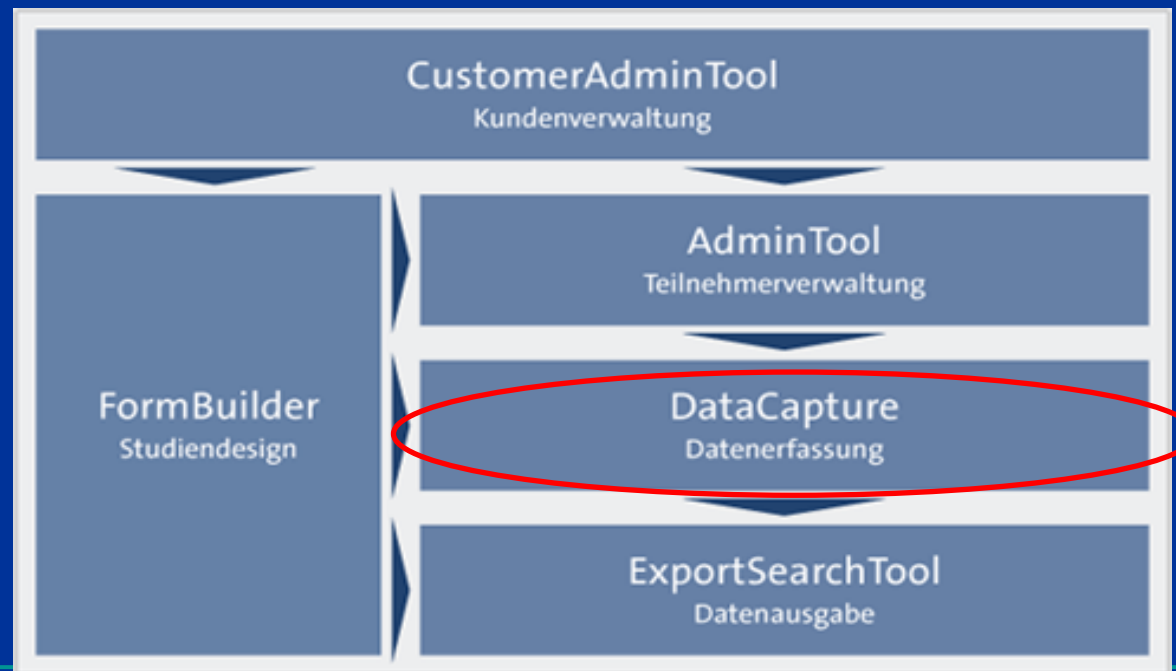 CustomerAdminTool
Kundenverwaltung
AdminTool
Teilnehmerverwaltung
FormBuilder
Studiendesign
DataCapture
Datenerfassung
ExportSearchTool
Datenausgabe